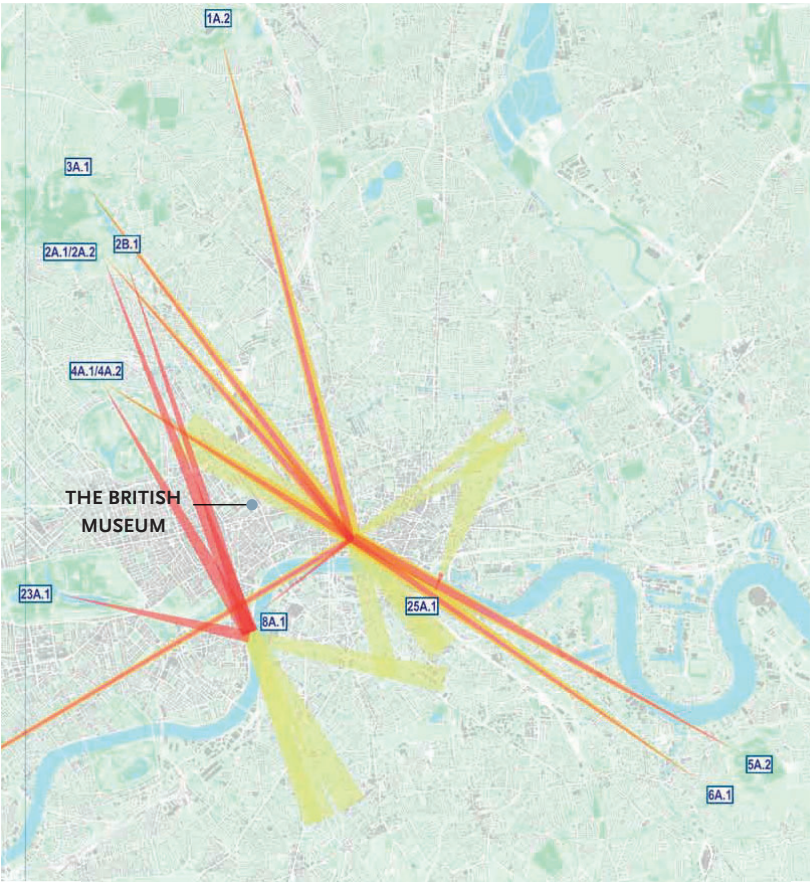 1A.2
3A.1
2B.1
2A.1/2A.2
4A.1/4A.2
THE BRITISH
MUSEUM
23A.1
25A.1
8A.1
5A.2
6A.1